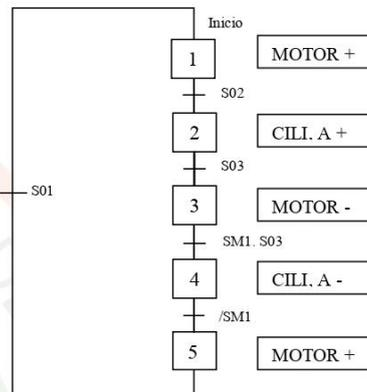 Inicio
1
MOTOR +
S02
2
CILI. A +
S03
S01
3
MOTOR -
SM1. S03
4
CILI. A -
/SM1
5
MOTOR +